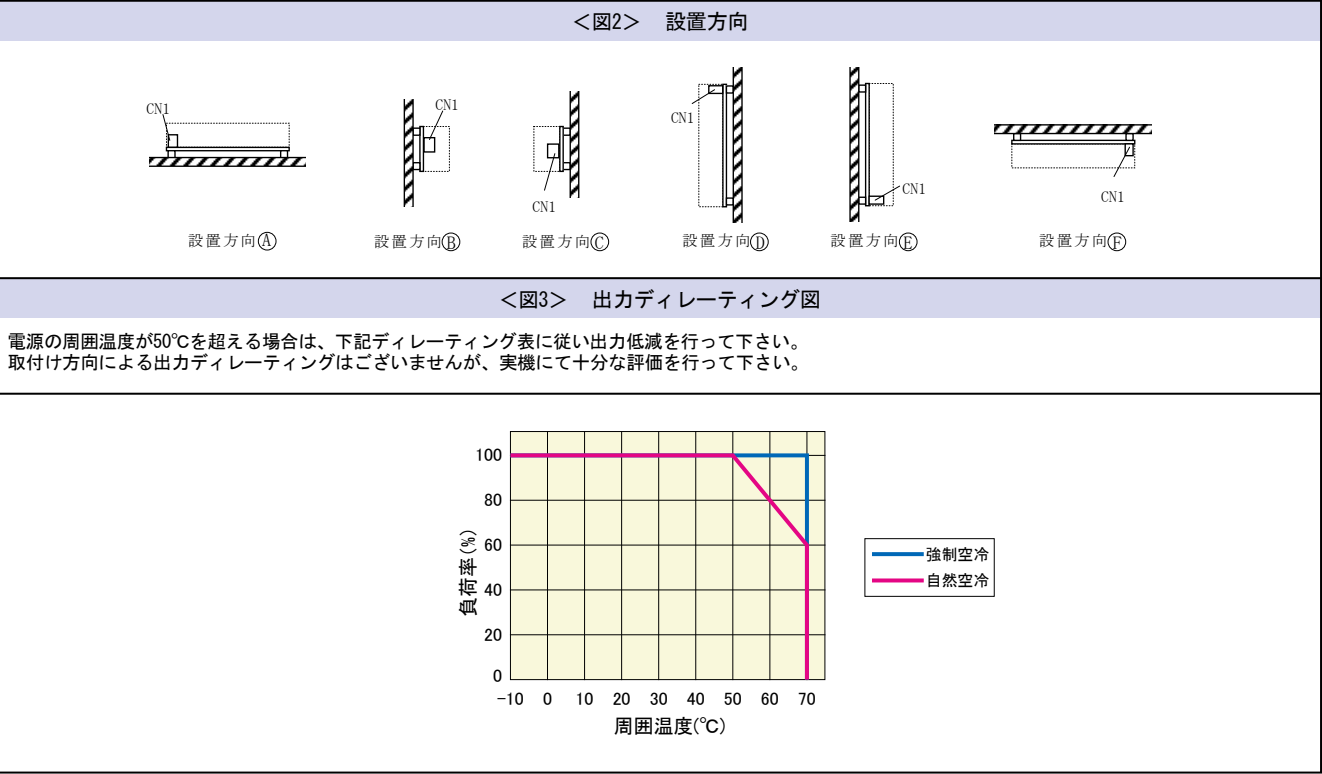 <図2> 設置方向
CN1
CN1
CN1
CN1
CN1
CN1
設置方向Ⓐ
設置方向Ⓑ
設置方向Ⓒ
設置方向Ⓓ
設置方向Ⓔ
設置方向Ⓕ
<図3> 出力ディレーティング図
電源の周囲温度が50℃を超える場合は、下記ディレーティング表に従い出力低減を行って下さい。
取付け方向による出力ディレーティングはございませんが、実機にて十分な評価を行って下さい。
100
80
60
40
20
0
負荷率(%)
-10 0 10 20 30 40 50 60 70
周囲温度(℃)
強制空冷
自然空冷